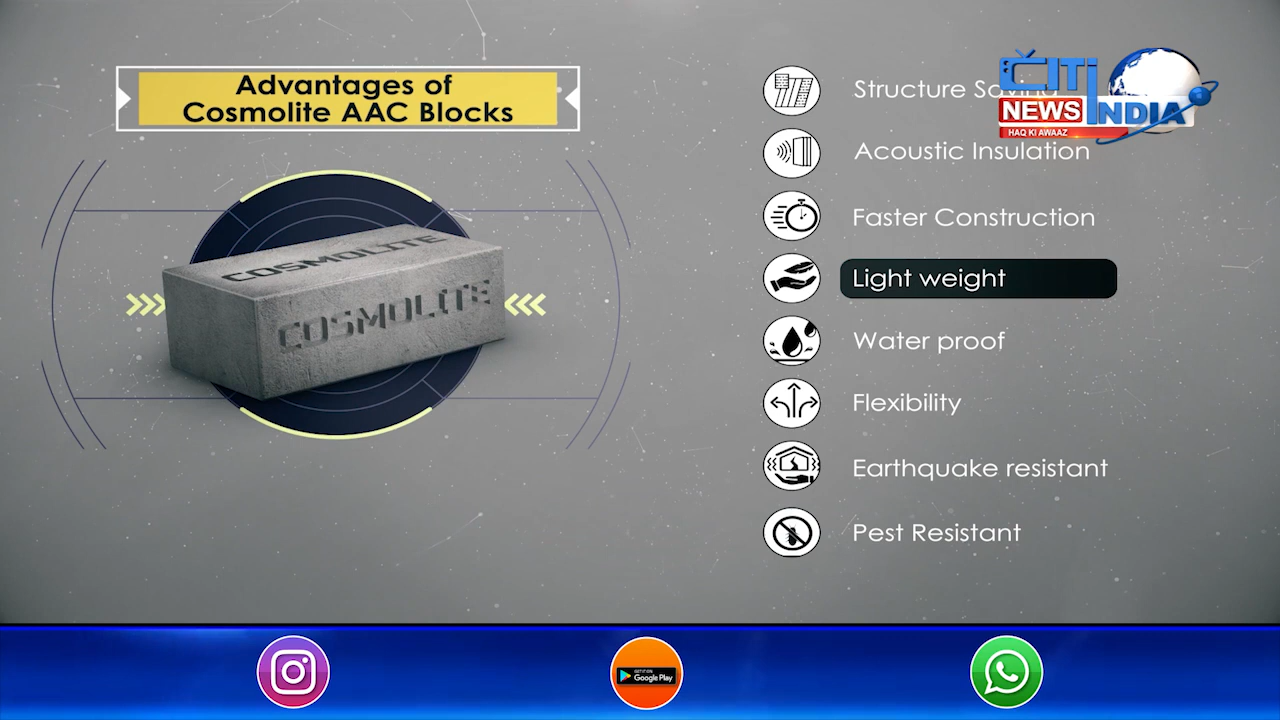 Advantages of
Cosmolite AAC Blocks
COSMOLITE
COSMOLITE
Structure Saving
Acoustic Insulation
Faster Construction
Light weight
Water proof
Flexibility
Earthquake resistant
Pest Resistant
CITI
NEWS INDIA
HAQ KI AWAAZ
GET IT ON
Google Play